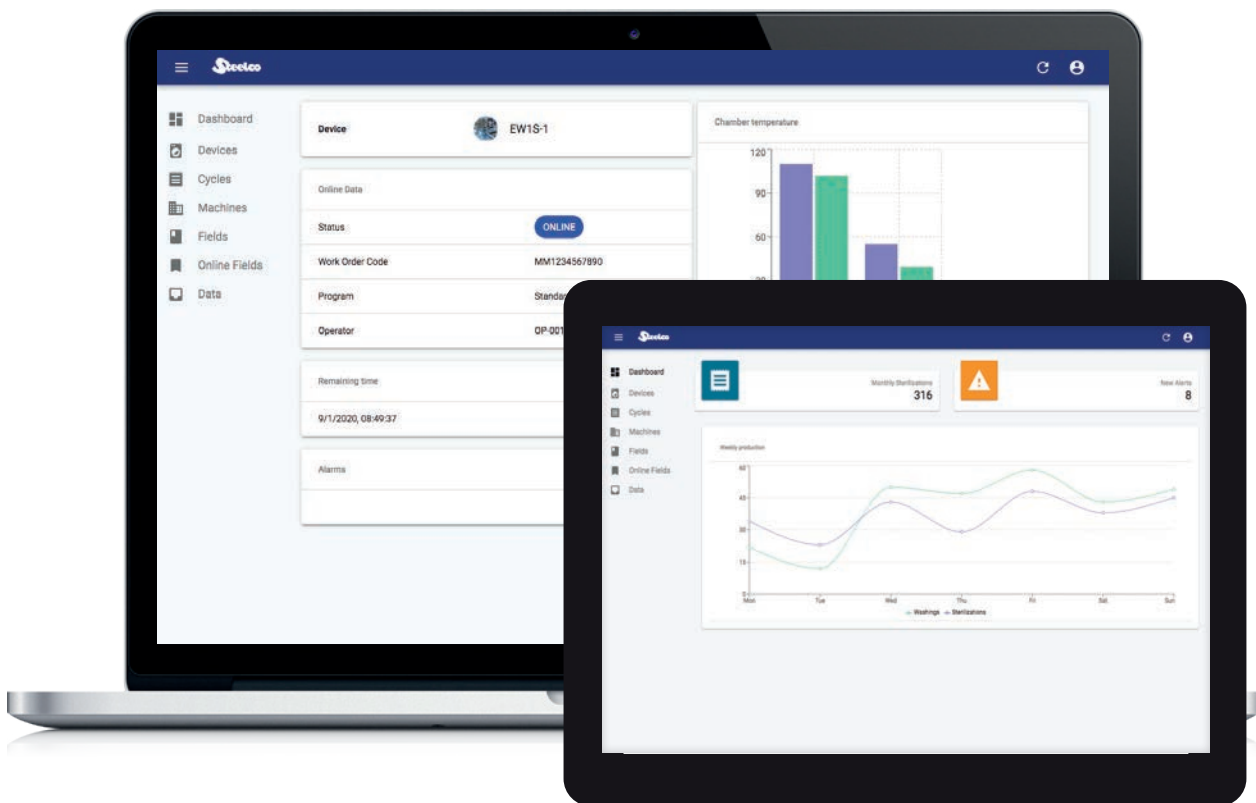 Steelco
Dashboard
Devices
Cycles
Machines
Fields
Online Fields
Data
Device
EW1S-1
Online Data
Status
ONLINE
Work Order Code
MM1234567890
Program
Operator
OP-001
Remaining time
9/1/2020, 08:49:37
Alarms
Chamber temperature
120
90
60
Steelco
Dashboard
Devices
Cycles
Machines
Fields
Online Fields
Data
Monthly Sterilizations
316
New Alerts
8
Weekly production
60
45
30
15
0
Mon
Tue
Wed
Thu
Fri
Sat
Sun
Washings
Sterilizations